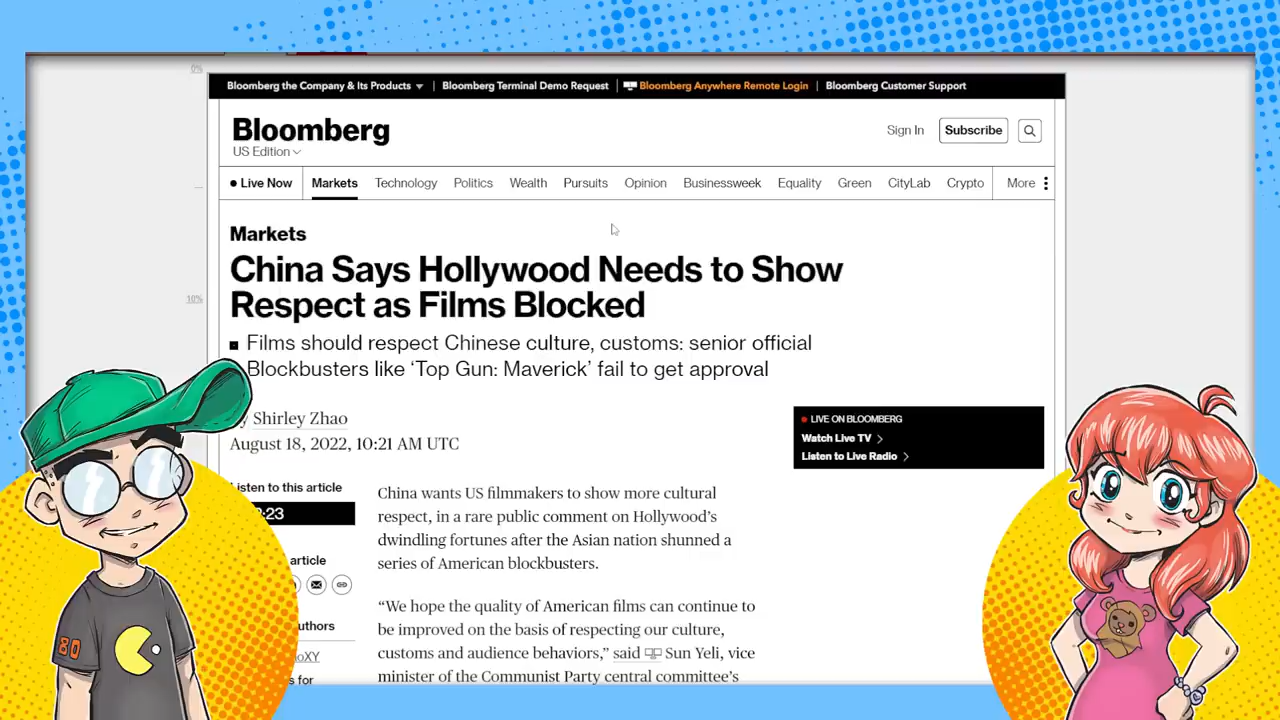 0%
Bloomberg the Company & Its Products
Bloomberg Terminal Demo Request
Bloomberg Anywhere Remote Login
Bloomberg Customer Support
Bloomberg
US Edition
Sign In
Subscribe
Live Now
Markets
Technology
Politics
Wealth
Pursuits
Opinion
Businessweek
Equality
Green
CityLab
Crypto
More
Markets
10%
China Says Hollywood Needs to Show
Respect as Films Blocked
Films should respect Chinese culture, customs: senior official
Blockbusters like ‘Top Gun: Maverick’ fail to get approval
Shirley Zhao
August 18, 2022, 10:21 AM UTC
LIVE ON BLOOMBERG
Watch Live TV
Listen to Live Radio
Listen to this article
:23
article
uthors
oXY
s for
China wants US filmmakers to show more cultural
respect, in a rare public comment on Hollywood’s
dwindling fortunes after the Asian nation shunned a
series of American blockbusters.
“We hope the quality of American films can continue to
be improved on the basis of respecting our culture,
customs and audience behaviors,” said Sun Yeli, vice
minister of the Communist Party central committee’s
80